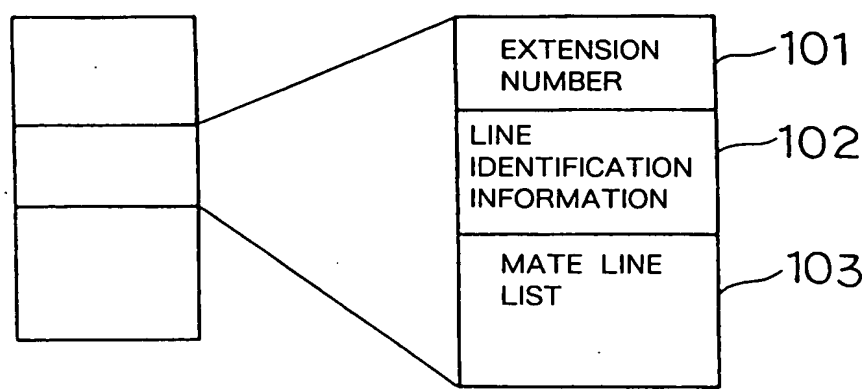 EXTENSION
NUMBER
101
LINE
IDENTIFICATION
INFORMATION
102
MATE LINE
LIST
103